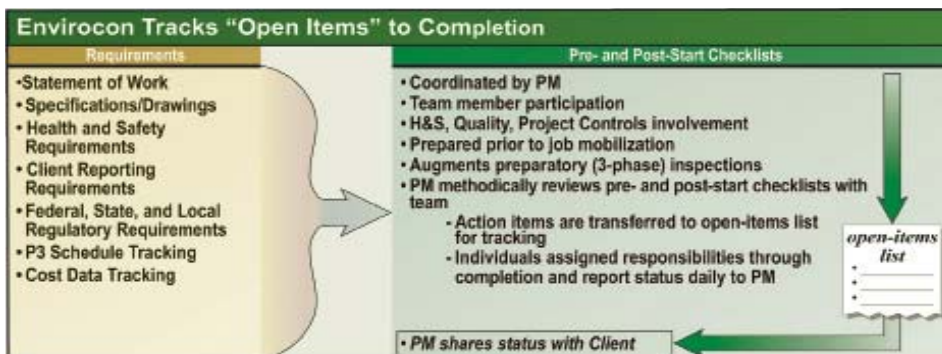 Envirocon Tracks “Open Items” to Completion
Requirements
•Statement of Work
• Specifications/Drawings
• Health and Safety
Requirements
• Client Reporting
Requirements
• Federal, State, and Local
Regulatory Requirements
• P3 Schedule Tracking
• Cost Data Tracking
Pre- and Post-Start Checklists
• Coordinated by PM
• Team member participation
• H&S, Quality, Project Controls involvement
• Prepared prior to job mobilization
• Augments preparatory (3-phase) inspections
• PM methodically reviews pre- and post-start checklists with
team
- Action items are transferred to open-items list
for tracking
- Individuals assigned responsibilities through
completion and report status daily to PM
open-items
list
• PM shares status with Client